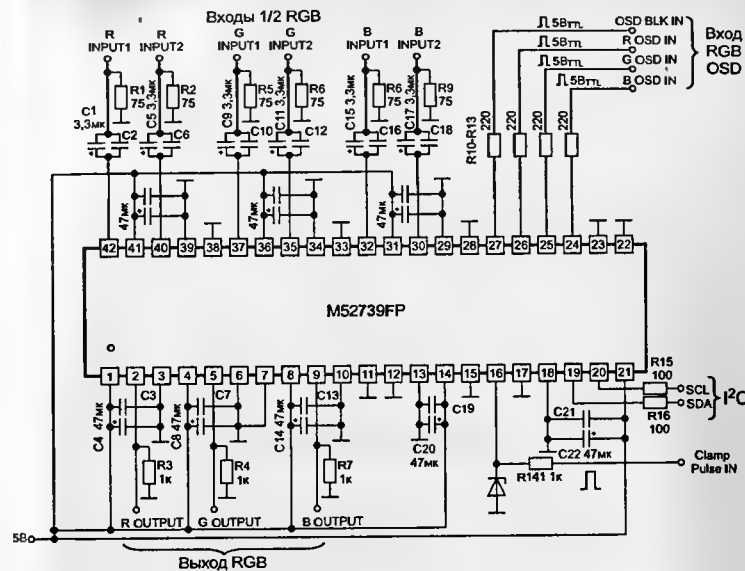 Входы 1/2 RGB
R INPUT1
R INPUT2
G INPUT1
G INPUT2
B INPUT1
B INPUT2
5Bттл OSD BLK IN
5Bттл R OSD IN
5Bттл G OSD IN
5Bттл B OSD IN
Вход RGB OSD
C1 3,3мк
R1 75
C2
C5 3,3мк
R2 75
C6
C9 3,3мк
R5 75
C10
C11 3,3мк
R6 75
C12
C15 3,3мк
R6 75
C16
C17 3,3мк
R9 75
C18
R10-R13
220
220
220
220
47мк
47мк
47мк
42 41 40 39 38 37 36 35 34 33 32 31 30 29 28 27 26 25 24 23 22
M52739FP
1 2 3 4 5 6 7 8 9 10 11 12 13 14 15 16 17 18 19 20 21
R15 100
SCL
SDA
I²C
R16 100
C3
C4 47мк
C7
C8 47мк
C13
C14 47мк
C19
C20 47мк
C21
C22 47мк
R3 1к
R4 1к
R7 1к
R141 1к
Clamp Pulse IN
R OUTPUT
G OUTPUT
B OUTPUT
5В
Выход RGB